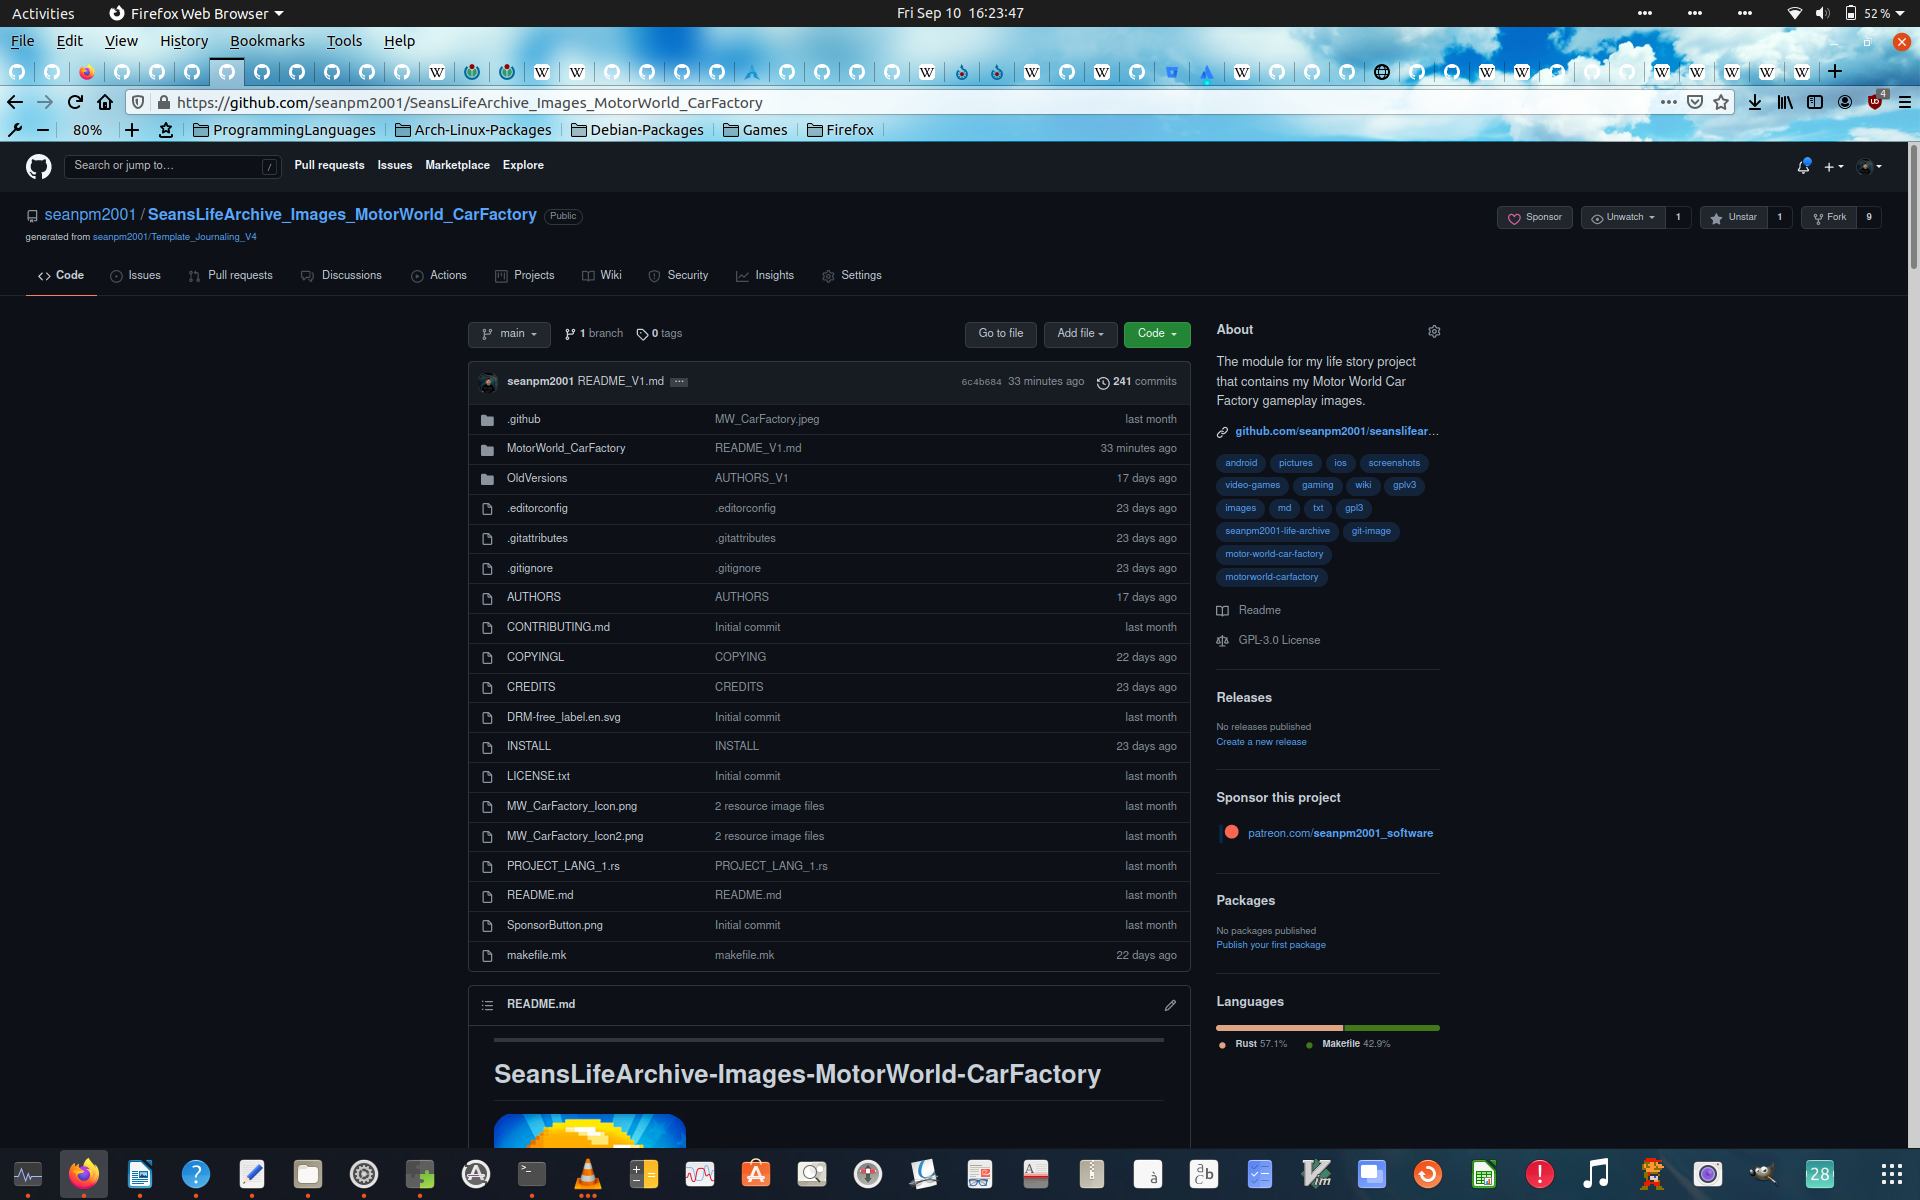 Activities Firefox Web Browser Fri Sep 10 16:23:47 52 %
File Edit View History Bookmarks Tools Help
https://github.com/seanpm2001/SeansLifeArchive_Images_MotorWorld_CarFactory 4
80% ProgrammingLanguages Arch-Linux-Packages Debian-Packages Games Firefox
Search or jump to… / Pull requests Issues Marketplace Explore
seanpm2001 / SeansLifeArchive_Images_MotorWorld_CarFactory Public Sponsor Unwatch 1 Unstar 1 Fork 9
generated from seanpm2001/Template_Journaling_V4
Code Issues Pull requests Discussions Actions Projects Wiki Security Insights Settings
main 1 branch 0 tags Go to file Add file Code
seanpm2001 README_V1.md 6c4b684 33 minutes ago 241 commits
.github MW_CarFactory.jpeg last month
MotorWorld_CarFactory README_V1.md 33 minutes ago
OldVersions AUTHORS_V1 17 days ago
.editorconfig .editorconfig 23 days ago
.gitattributes .gitattributes 23 days ago
.gitignore .gitignore 23 days ago
AUTHORS AUTHORS 17 days ago
CONTRIBUTING.md Initial commit last month
COPYINGL COPYING 22 days ago
CREDITS CREDITS 23 days ago
DRM-free_label.en.svg Initial commit last month
INSTALL INSTALL 23 days ago
LICENSE.txt Initial commit last month
MW_CarFactory_Icon.png 2 resource image files last month
MW_CarFactory_Icon2.png 2 resource image files last month
PROJECT_LANG_1.rs PROJECT_LANG_1.rs last month
README.md README.md last month
SponsorButton.png Initial commit last month
makefile.mk makefile.mk 22 days ago
README.md
SeansLifeArchive-Images-MotorWorld-CarFactory
About
The module for my life story project
that contains my Motor World Car
Factory gameplay images.
github.com/seanpm2001/seanslifear…
android pictures ios screenshots
video-games gaming wiki gplv3
images md txt gpl3
seanpm2001-life-archive git-image
motor-world-car-factory
motorworld-carfactory
Readme
GPL-3.0 License
Releases
No releases published
Create a new release
Sponsor this project
patreon.com/seanpm2001_software
Packages
No packages published
Publish your first package
Languages
Rust 57.1% Makefile 42.9%
28